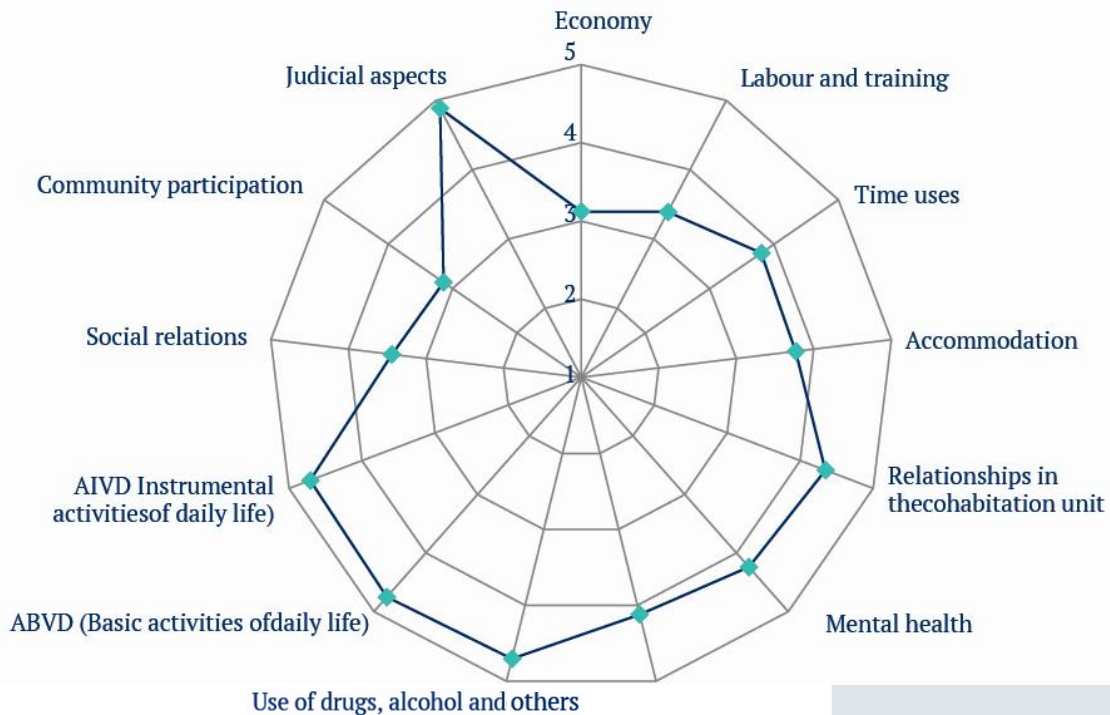 Economy
5
Judicial aspects
Labour and training
4
Community participation
Time uses
3
2
Social relations
Accommodation
1
AIVD Instrumental
activitiesof daily life)
Relationships in
thecohabitation unit
ABVD (Basic activities ofdaily life)
Mental health
Use of drugs, alcohol and others